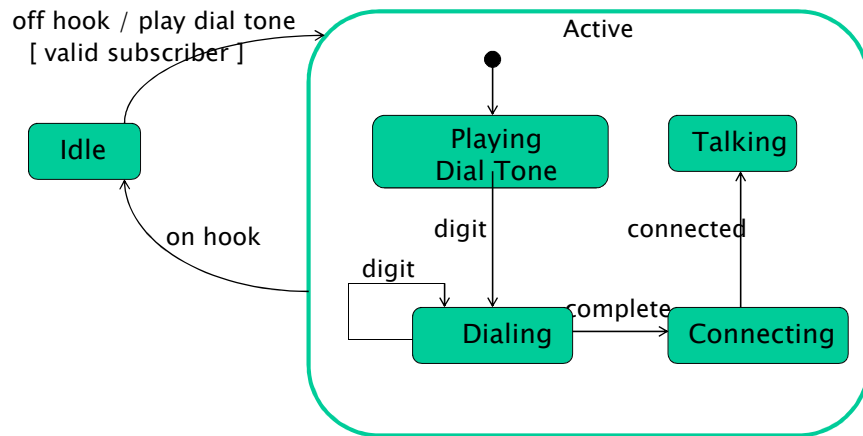 off hook / play dial tone
[ valid subscriber ]
Active
Idle
Playing
Dial Tone
Talking
digit
connected
on hook
digit
complete
Dialing
Connecting